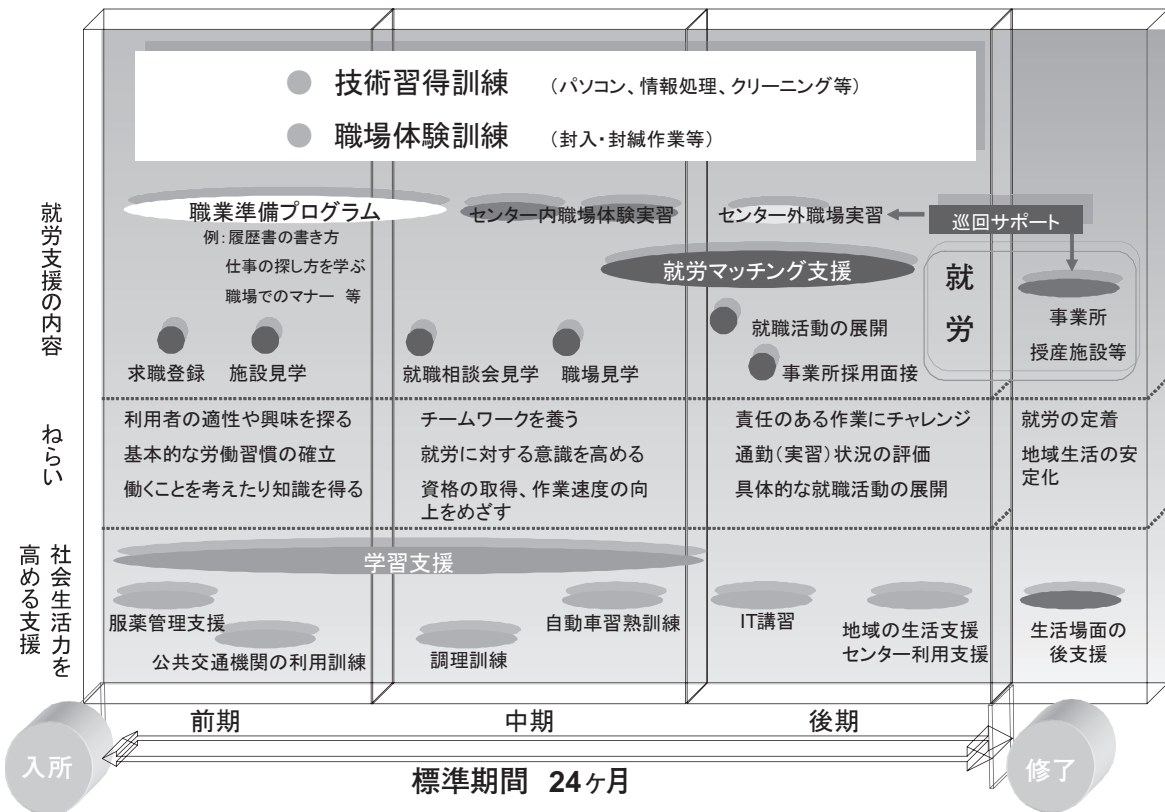 技術習得訓練 （パソコン、情報処理、クリーニング等）
職場体験訓練 （封入・封緘作業等）
就労支援の内容
職業準備プログラム
例：履歴書の書き方
仕事の探し方を学ぶ
職場でのマナー 等
センター内職場体験実習
センター外職場実習
巡回サポート
就労マッチング支援
就労
事業所
授産施設等
求職登録
施設見学
就職相談会見学
職場見学
就職活動の展開
事業所採用面接
ねらい
利用者の適性や興味を探る
基本的な労働習慣の確立
働くことを考えたり知識を得る
チームワークを養う
就労に対する意識を高める
資格の取得、作業速度の向
上をめざす
責任のある作業にチャレンジ
通勤（実習）状況の評価
具体的な就職活動の展開
就労の定着
地域生活の安
定化
社会生活力を
高める支援
学習支援
服薬管理支援
公共交通機関の利用訓練
調理訓練
自動車習熟訓練
IT講習
地域の生活支援
センター利用支援
生活場面の
後支援
前期
中期
後期
入所
標準期間 24ヶ月
修了